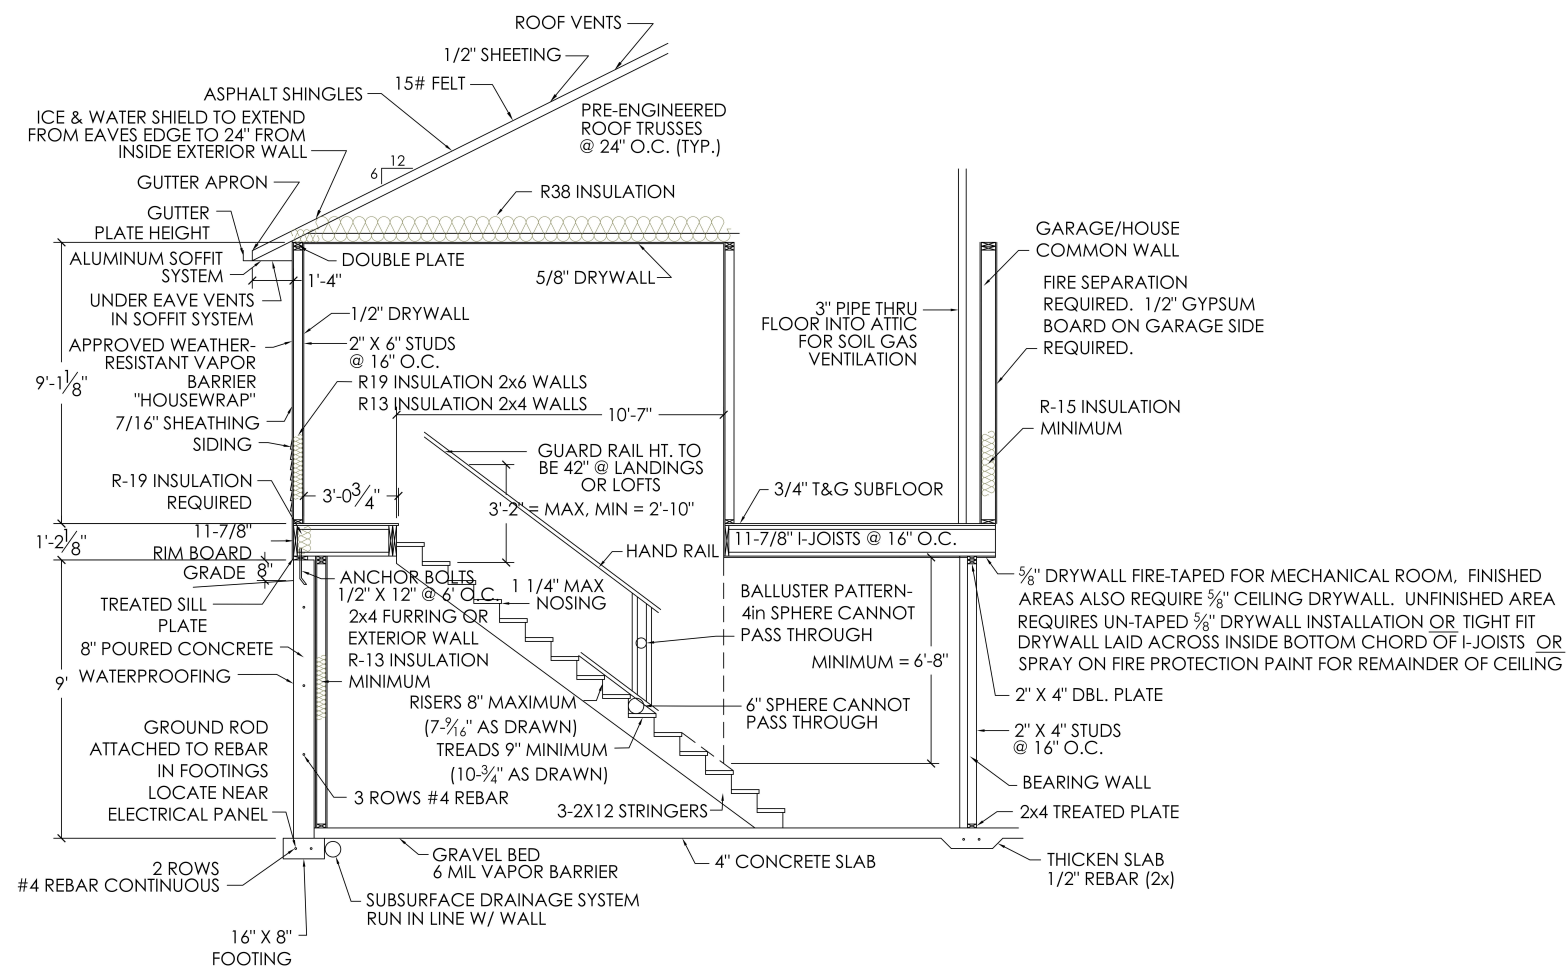 ROOF VENTS
1/2" SHEETING
15# FELT
ASPHALT SHINGLES
ICE & WATER SHIELD TO EXTEND
FROM EAVES EDGE TO 24" FROM
INSIDE EXTERIOR WALL
PRE-ENGINEERED
ROOF TRUSSES
@ 24" O.C. (TYP.)
12
6
GUTTER APRON
R38 INSULATION
GUTTER
PLATE HEIGHT
ALUMINUM SOFFIT
SYSTEM
1'-4"
UNDER EAVE VENTS
IN SOFFIT SYSTEM
DOUBLE PLATE
5/8" DRYWALL
GARAGE/HOUSE
COMMON WALL
FIRE SEPARATION
REQUIRED. 1/2" GYPSUM
BOARD ON GARAGE SIDE
REQUIRED.
3" PIPE THRU
FLOOR INTO ATTIC
FOR SOIL GAS
VENTILATION
1/2" DRYWALL
2" X 6" STUDS
@ 16" O.C.
APPROVED WEATHER-
RESISTANT VAPOR
BARRIER
"HOUSEWRAP"
9'-1⅛"
R19 INSULATION 2x6 WALLS
R13 INSULATION 2x4 WALLS
10'-7"
7/16" SHEATHING
SIDING
R-15 INSULATION
MINIMUM
GUARD RAIL HT. TO
BE 42" @ LANDINGS
OR LOFTS
R-19 INSULATION
REQUIRED
3'-0¾"
3'-2" = MAX, MIN = 2'-10"
3/4" T&G SUBFLOOR
11-7/8"
RIM BOARD
1'-2⅛"
11-7/8" I-JOISTS @ 16" O.C.
HAND RAIL
GRADE
8"
ANCHOR BOLTS
1/2" X 12" @ 6' O.C.
1 1/4" MAX
NOSING
⅝" DRYWALL FIRE-TAPED FOR MECHANICAL ROOM, FINISHED
AREAS ALSO REQUIRE ⅝" CEILING DRYWALL. UNFINISHED AREA
REQUIRES UN-TAPED ⅝" DRYWALL INSTALLATION OR TIGHT FIT
DRYWALL LAID ACROSS INSIDE BOTTOM CHORD OF I-JOISTS OR
SPRAY ON FIRE PROTECTION PAINT FOR REMAINDER OF CEILING
TREATED SILL
PLATE
2x4 FURRING OR
EXTERIOR WALL
R-13 INSULATION
MINIMUM
BALLUSTER PATTERN-
4in SPHERE CANNOT
PASS THROUGH
8" POURED CONCRETE
WATERPROOFING
9'
MINIMUM = 6'-8"
2" X 4" DBL. PLATE
RISERS 8" MAXIMUM
(7-9⁄16" AS DRAWN)
TREADS 9" MINIMUM
(10-¾" AS DRAWN)
6" SPHERE CANNOT
PASS THROUGH
2" X 4" STUDS
@ 16" O.C.
GROUND ROD
ATTACHED TO REBAR
IN FOOTINGS
LOCATE NEAR
ELECTRICAL PANEL
BEARING WALL
3 ROWS #4 REBAR
3-2X12 STRINGERS
2x4 TREATED PLATE
2 ROWS
#4 REBAR CONTINUOUS
GRAVEL BED
6 MIL VAPOR BARRIER
4" CONCRETE SLAB
THICKEN SLAB
1/2" REBAR (2x)
SUBSURFACE DRAINAGE SYSTEM
RUN IN LINE W/ WALL
16" X 8"
FOOTING